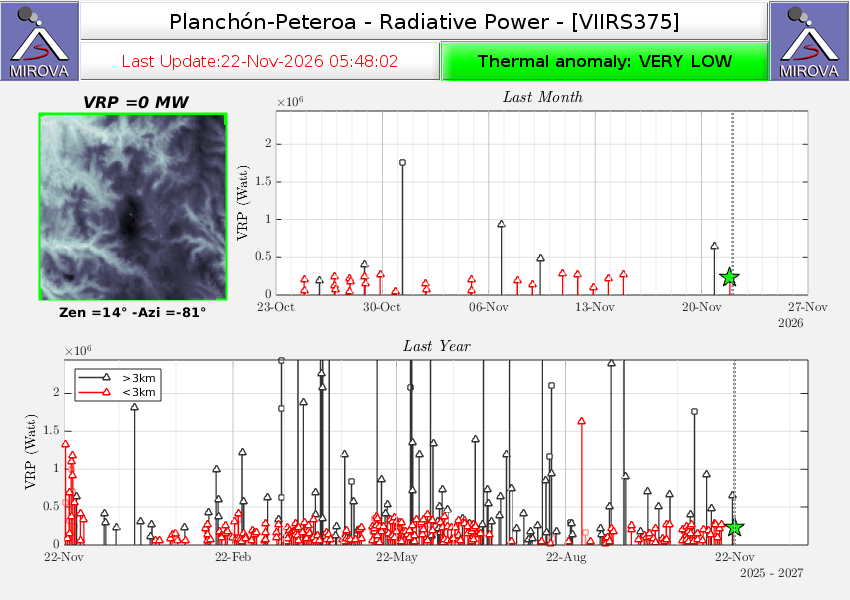 MIROVA
Planchón-Peteroa - Radiative Power - [VIIRS375]
MIROVA
Last Update:22-Nov-2026 05:48:02
Thermal anomaly: VERY LOW
VRP =0 MW
Zen =14° -Azi =-81°
Last Month
×10⁶
VRP (Watt)
2
1.5
1
0.5
0
23-Oct
30-Oct
06-Nov
13-Nov
20-Nov
27-Nov
2026
Last Year
×10⁶
VRP (Watt)
>3km
<3km
2
1.5
1
0.5
0
22-Nov
22-Feb
22-May
22-Aug
22-Nov
2025 - 2027